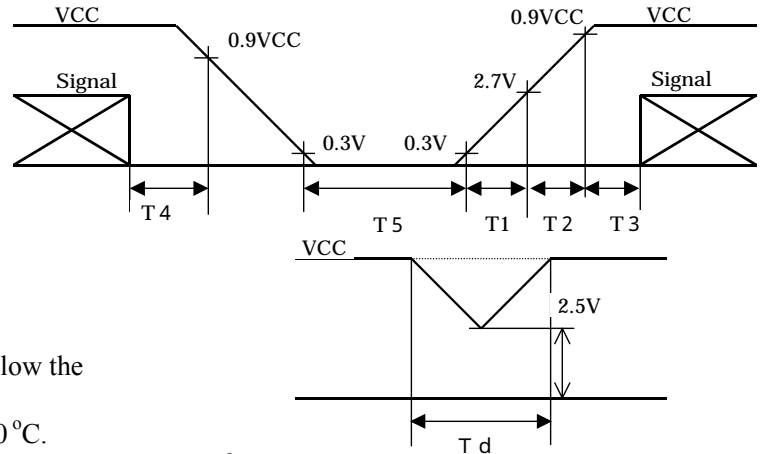 VCC
0.9VCC
VCC
0.9VCC
Signal
2.7V
Signal
0.3V
0.3V
T4
T5
T1
T2
T3
VCC
2.5V
low the
0 °C.
Td